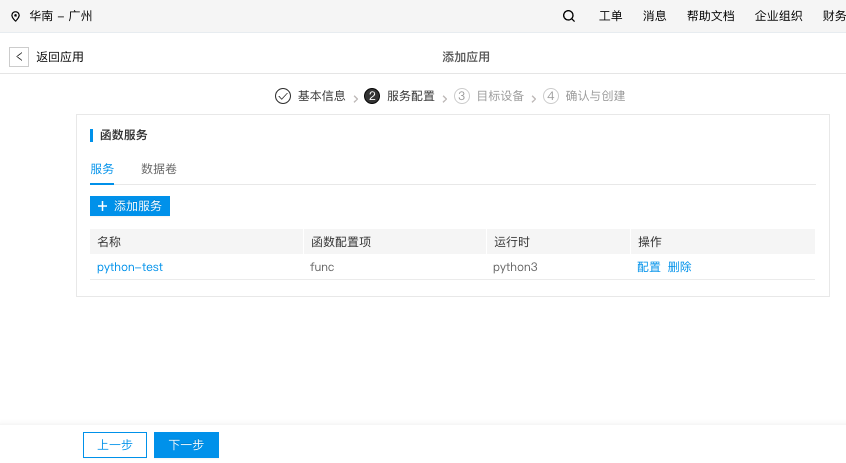 华南 - 广州 工单 消息 帮助文档 企业组织 财务
返回应用 添加应用
基本信息 2 服务配置 3 目标设备 4 确认与创建
函数服务
服务 数据卷
+ 添加服务
名称 函数配置项 运行时 操作
python-test func python3 配置 删除
上一步 下一步